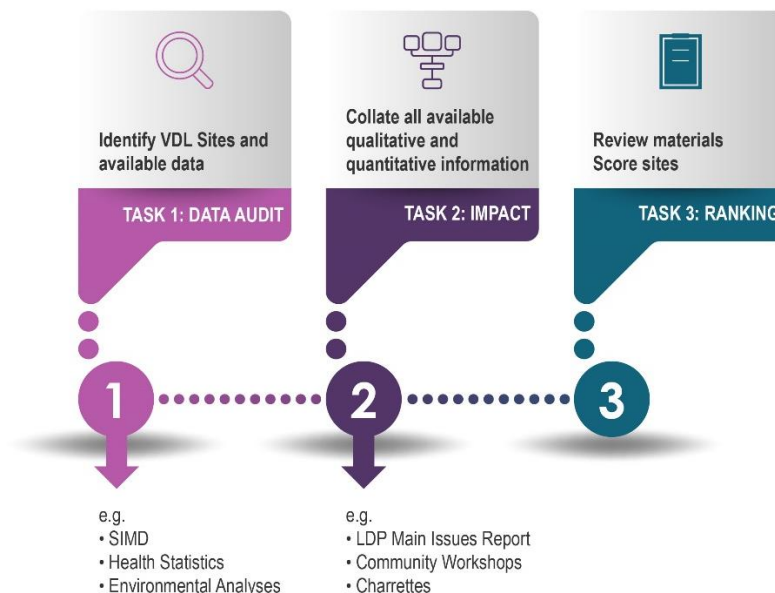 Identify VDL Sites and
available data
TASK 1: DATA AUDIT
Collate all available
qualitative and
quantitative information
TASK 2: IMPACT
Review materials
Score sites
TASK 3: RANKING
1
2
3
e.g.
• SIMD
• Health Statistics
• Environmental Analyses
e.g.
• LDP Main Issues Report
• Community Workshops
• Charrettes